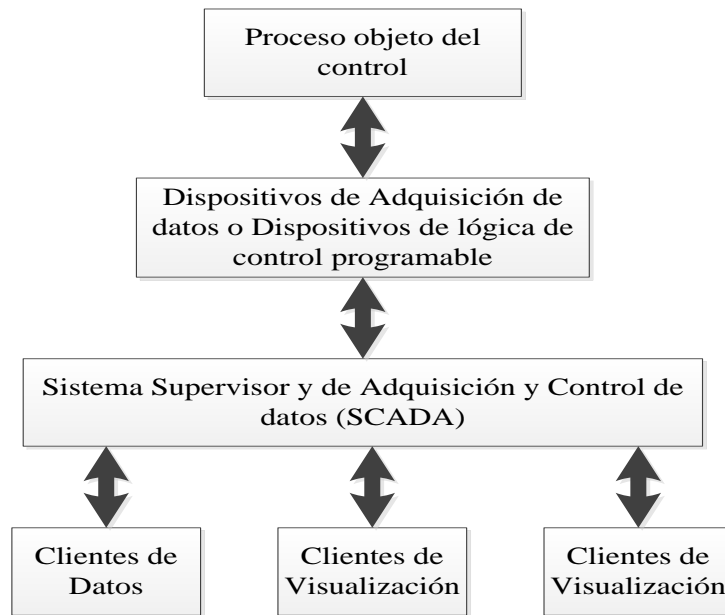 Proceso objeto del
control
Dispositivos de Adquisición de
datos o Dispositivos de lógica de
control programable
Sistema Supervisor y de Adquisición y Control de
datos (SCADA)
Clientes de
Datos
Clientes de
Visualización
Clientes de
Visualización